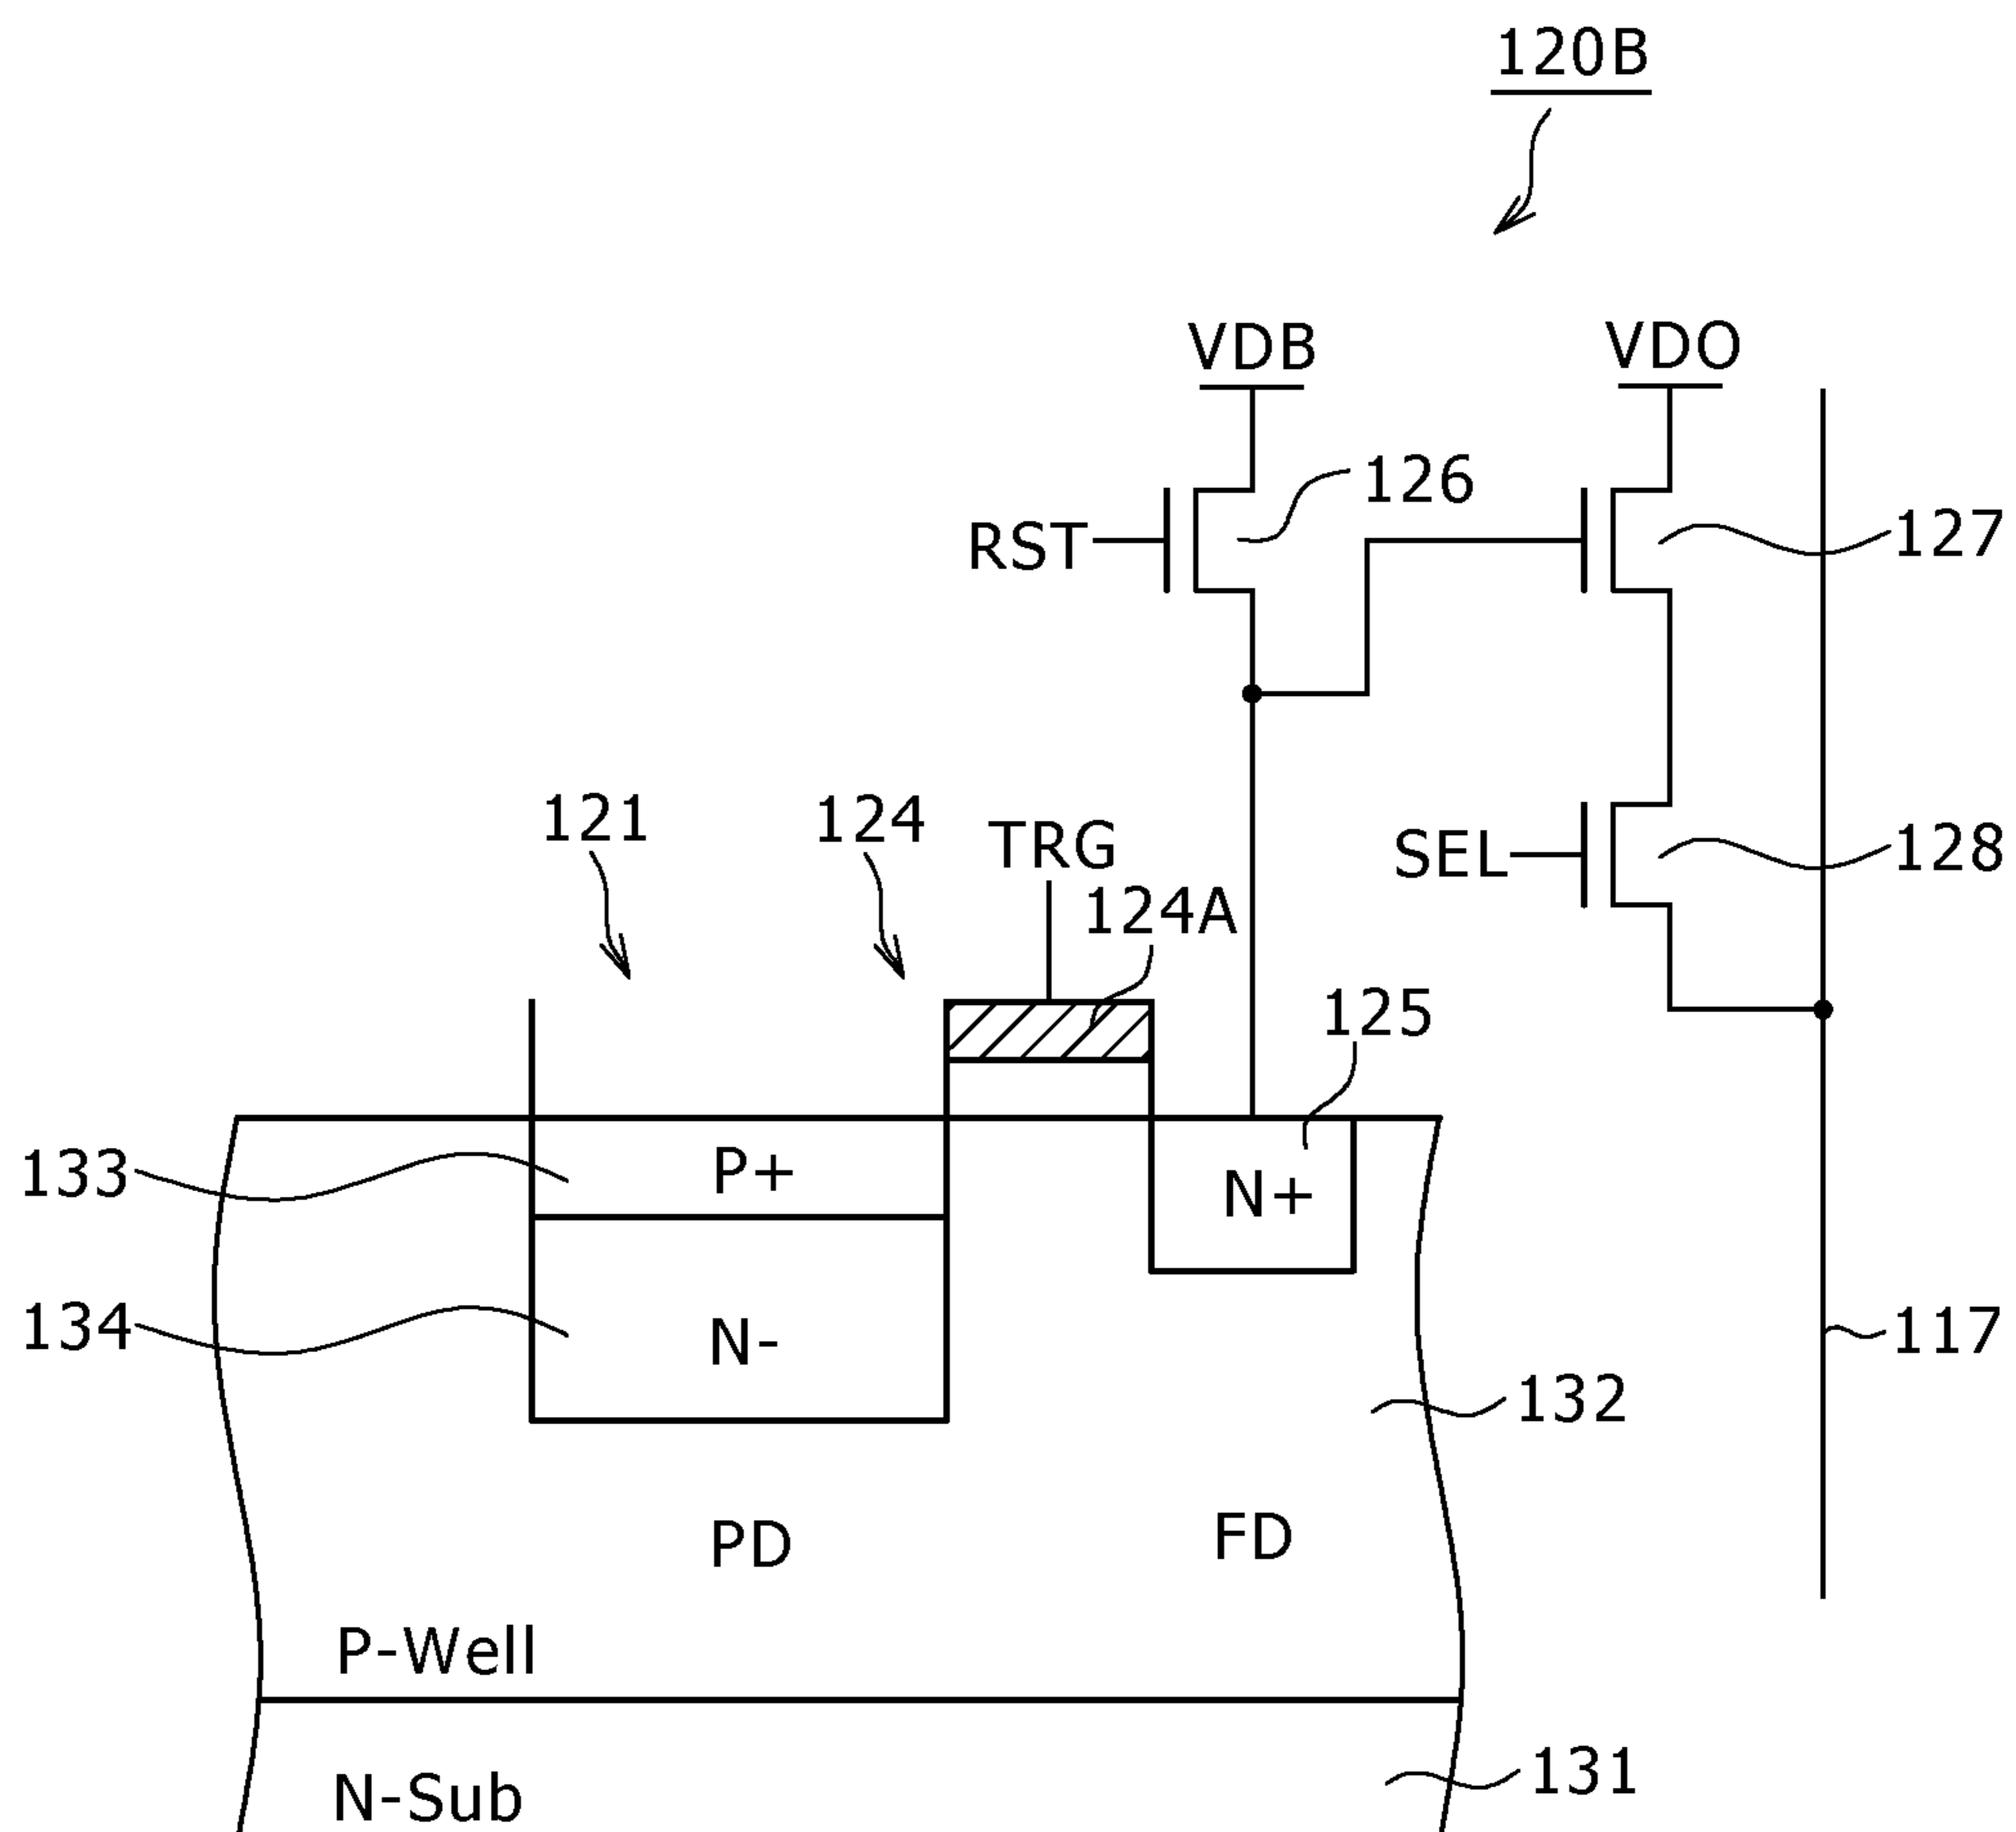 120B
VDB
VDO
126
RST
127
121
124
TRG
SEL
128
124A
125
133
P+
N+
134
N-
117
132
PD
FD
P-Well
131
N-Sub